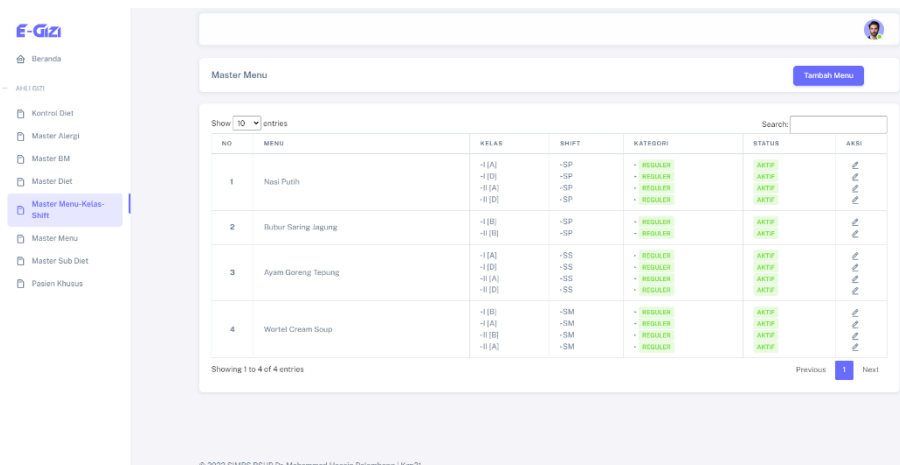 E-Gizi
Beranda
AHLI GIZI
Kontrol Diet
Master Alergi
Master BM
Master Diet
Master Menu-Kelas-
Shift
Master Menu
Master Sub Diet
Pasien Khusus
Master Menu
Tambah Menu
Show 10 entries
Search:
NO MENU KELAS SHIFT KATEGORI STATUS AKSI
1 Nasi Putih
-I [A] -SP - REGULER AKTIF
-I [D] -SP - REGULER AKTIF
-II [A] -SP - REGULER AKTIF
-II [D] -SP - REGULER AKTIF
2 Bubur Saring Jagung
-I [B] -SP - REGULER AKTIF
-II [B] -SP - REGULER AKTIF
3 Ayam Goreng Tepung
-I [A] -SS - REGULER AKTIF
-I [D] -SS - REGULER AKTIF
-II [A] -SS - REGULER AKTIF
-II [D] -SS - REGULER AKTIF
4 Wortel Cream Soup
-I [B] -SM - REGULER AKTIF
-I [A] -SM - REGULER AKTIF
-II [B] -SM - REGULER AKTIF
-II [A] -SM - REGULER AKTIF
Showing 1 to 4 of 4 entries
Previous 1 Next